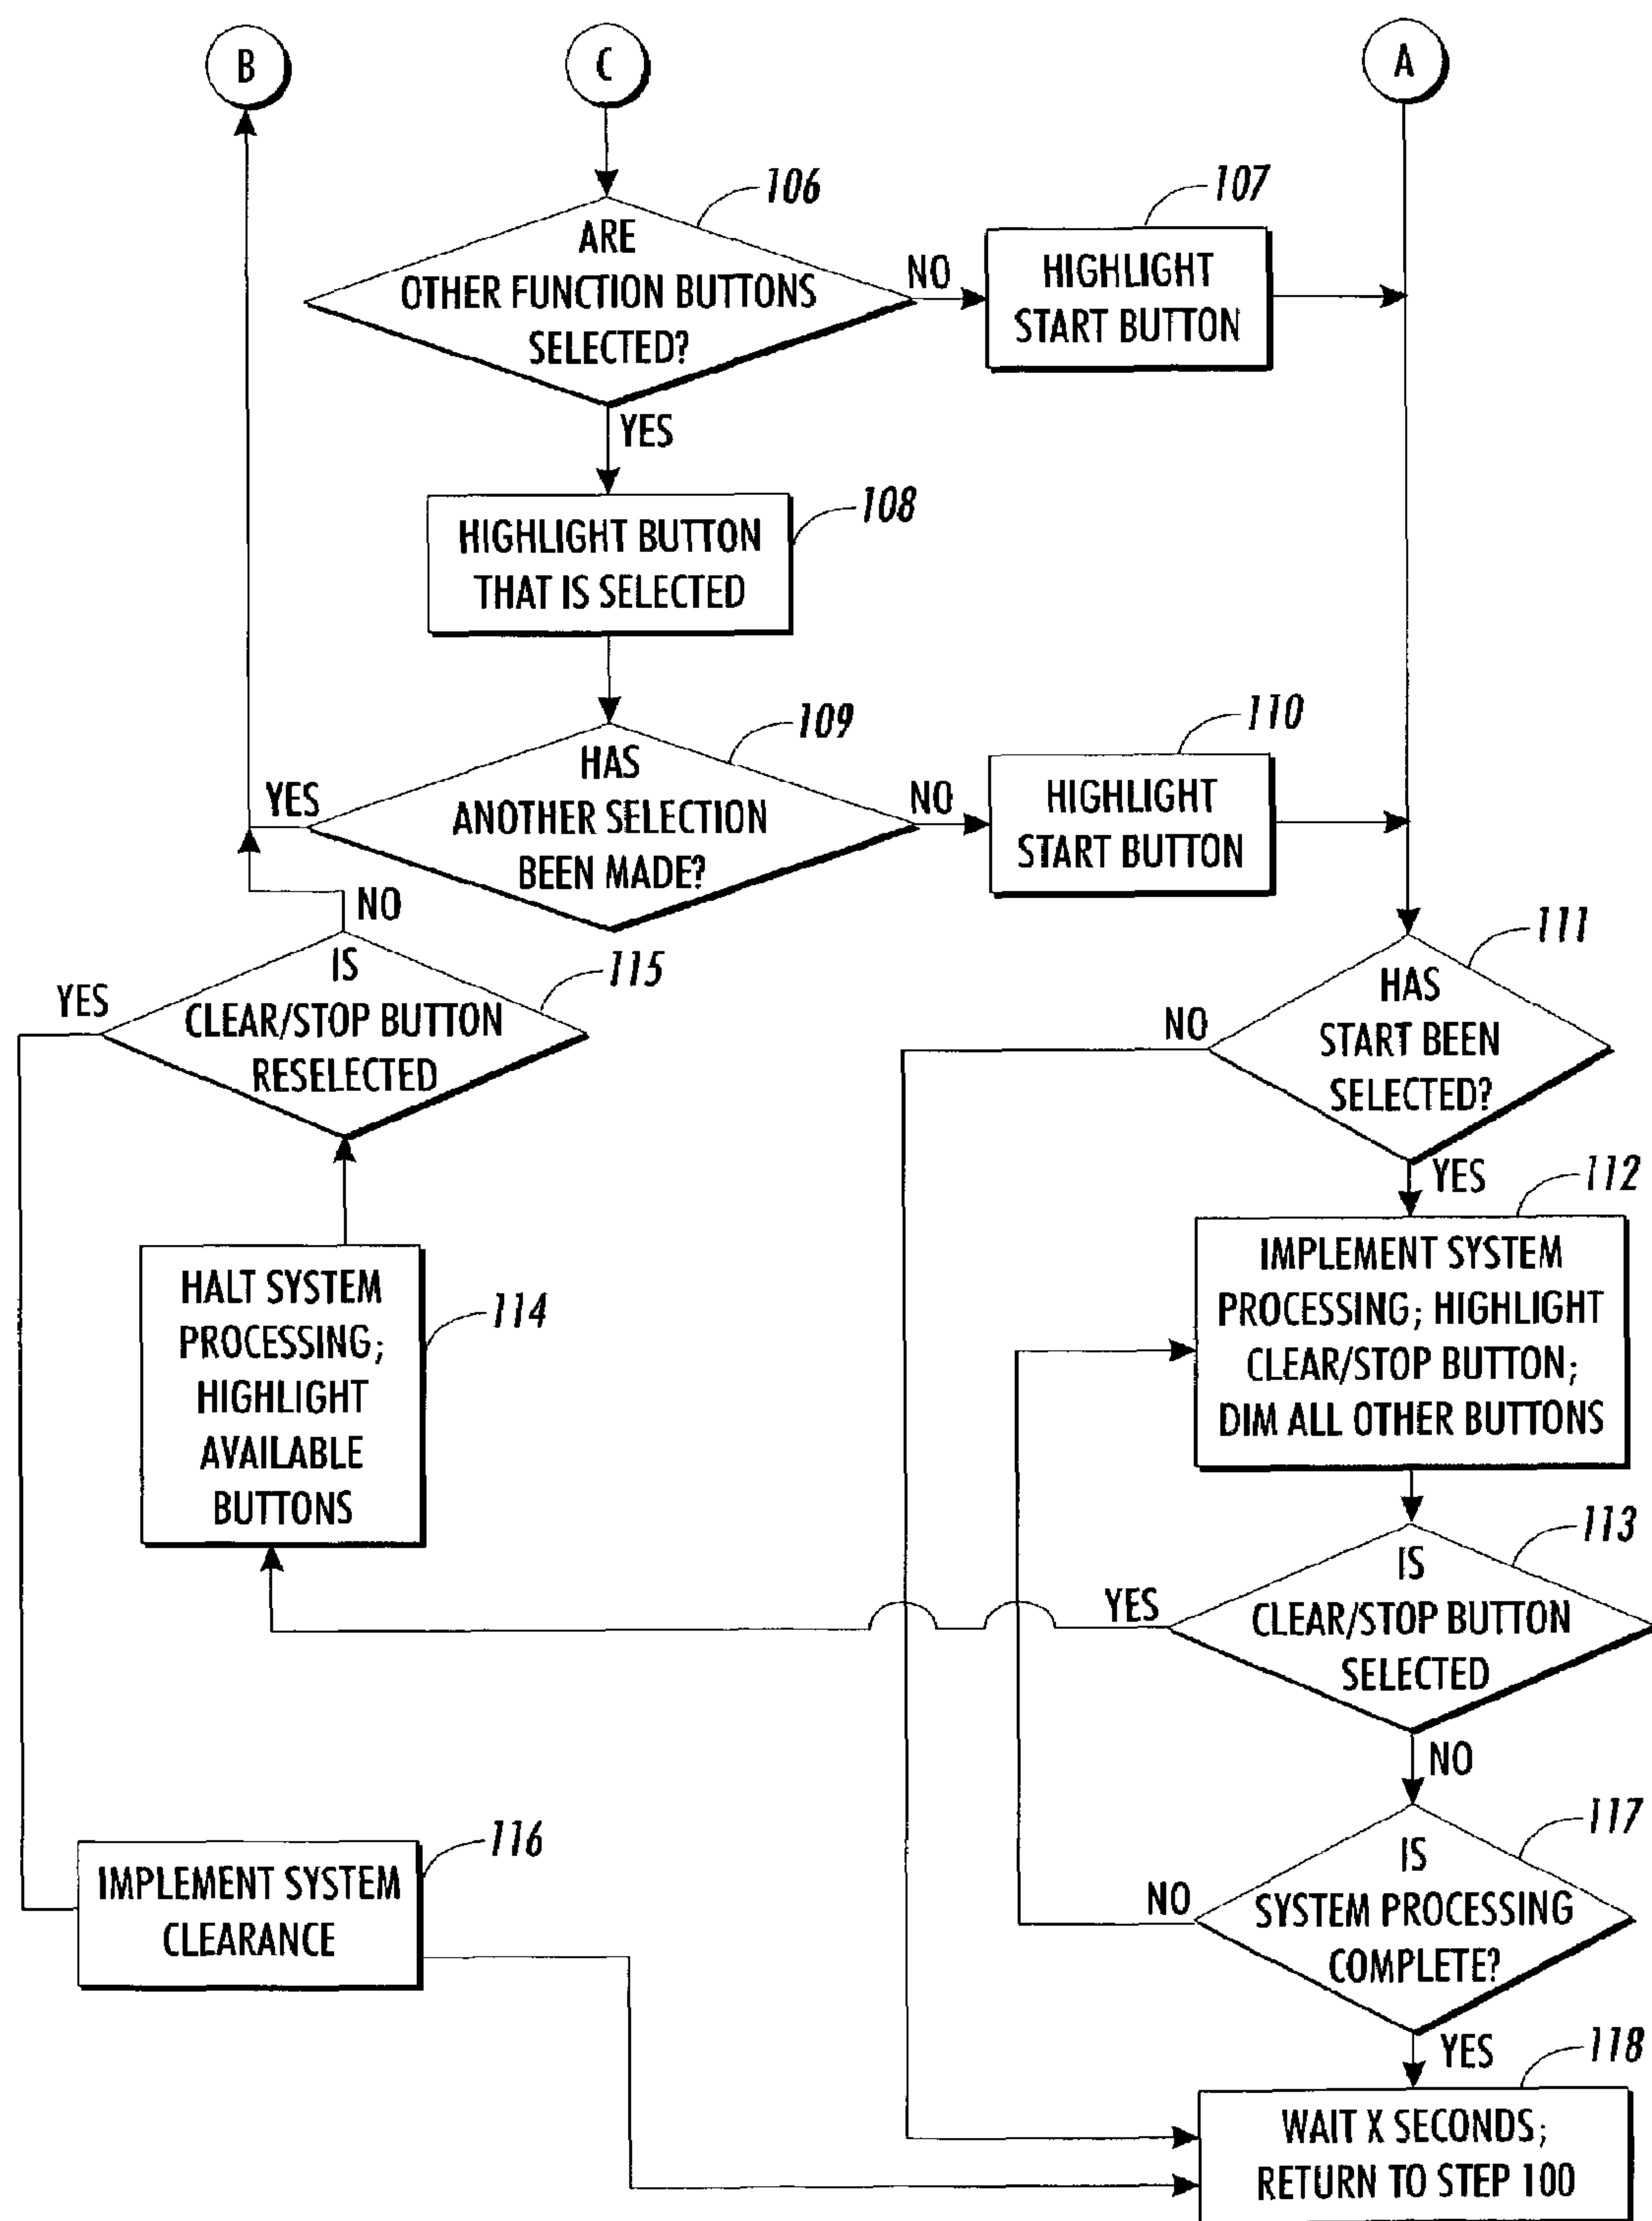 B
C
A
106
ARE
OTHER FUNCTION BUTTONS
SELECTED?
NO
107
HIGHLIGHT
START BUTTON
YES
108
HIGHLIGHT BUTTON
THAT IS SELECTED
109
HAS
ANOTHER SELECTION
BEEN MADE?
YES
NO
110
HIGHLIGHT
START BUTTON
NO
115
IS
CLEAR/STOP BUTTON
RESELECTED
YES
111
HAS
START BEEN
SELECTED?
NO
YES
112
IMPLEMENT SYSTEM
PROCESSING; HIGHLIGHT
CLEAR/STOP BUTTON;
DIM ALL OTHER BUTTONS
114
HALT SYSTEM
PROCESSING;
HIGHLIGHT
AVAILABLE
BUTTONS
113
IS
CLEAR/STOP BUTTON
SELECTED
YES
NO
117
IS
SYSTEM PROCESSING
COMPLETE?
NO
YES
116
IMPLEMENT SYSTEM
CLEARANCE
118
WAIT X SECONDS;
RETURN TO STEP 100